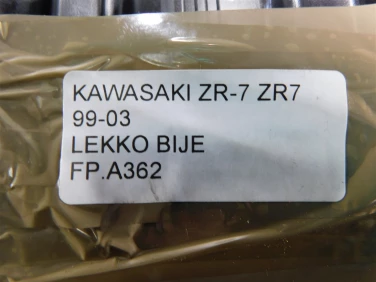 KAWASAKI ZR-7 ZR7
99-03
LEKKO BIJE
FP.A362